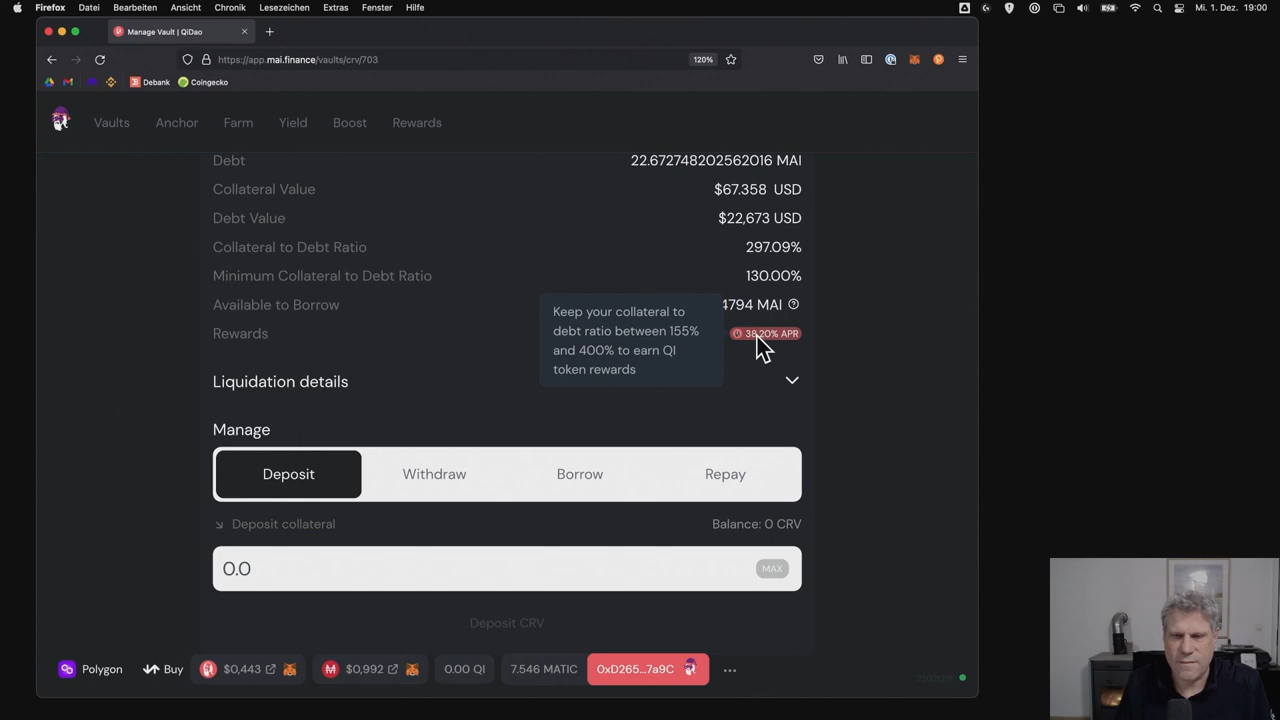 Firefox Datei Bearbeiten Ansicht Chronik Lesezeichen Extras Fenster Hilfe Mi. 1. Dez. 19:00
Manage Vault | QiDao
https://app.mai.finance/vaults/crv/703 120%
Debank Coingecko
Vaults Anchor Farm Yield Boost Rewards
Debt 22.672748202562016 MAI
Collateral Value $67.358 USD
Debt Value $22,673 USD
Collateral to Debt Ratio 297.09%
Minimum Collateral to Debt Ratio 130.00%
Available to Borrow 4794 MAI
Rewards 38.20% APR
Keep your collateral to
debt ratio between 155%
and 400% to earn QI
token rewards
Liquidation details
Manage
Deposit Withdraw Borrow Repay
Deposit collateral Balance: 0 CRV
0.0 MAX
Deposit CRV
Polygon Buy $0,443 $0,992 0.00 QI 7.546 MATIC 0xD265...7a9C